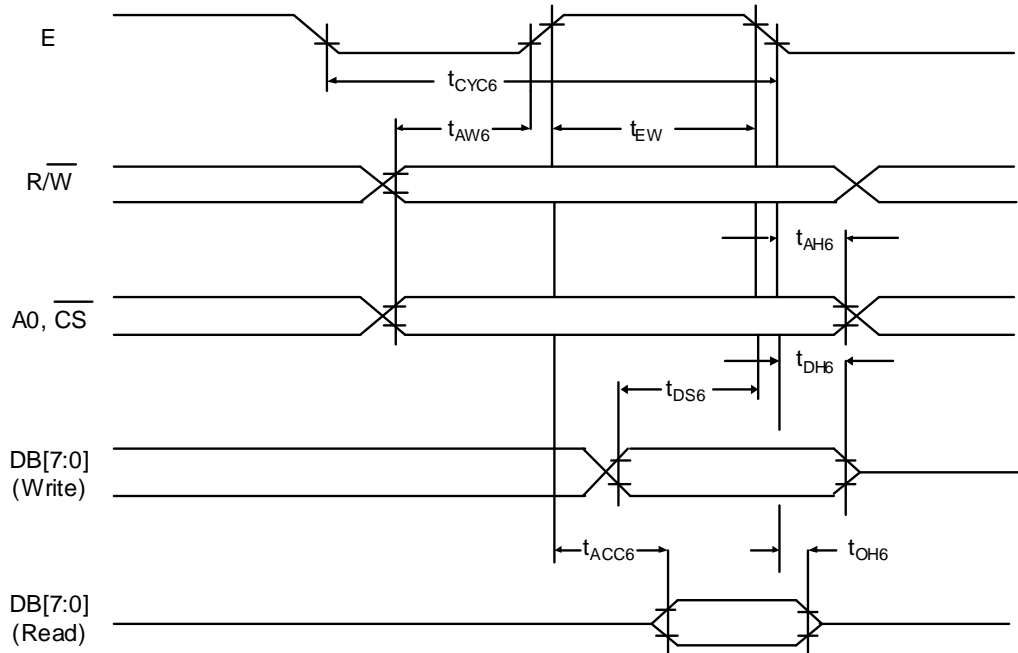 E
tCYC6
tAW6
tEW
R/W
tAH6
A0, CS
tDH6
tDS6
DB[7:0]
(Write)
tACC6
tOH6
DB[7:0]
(Read)